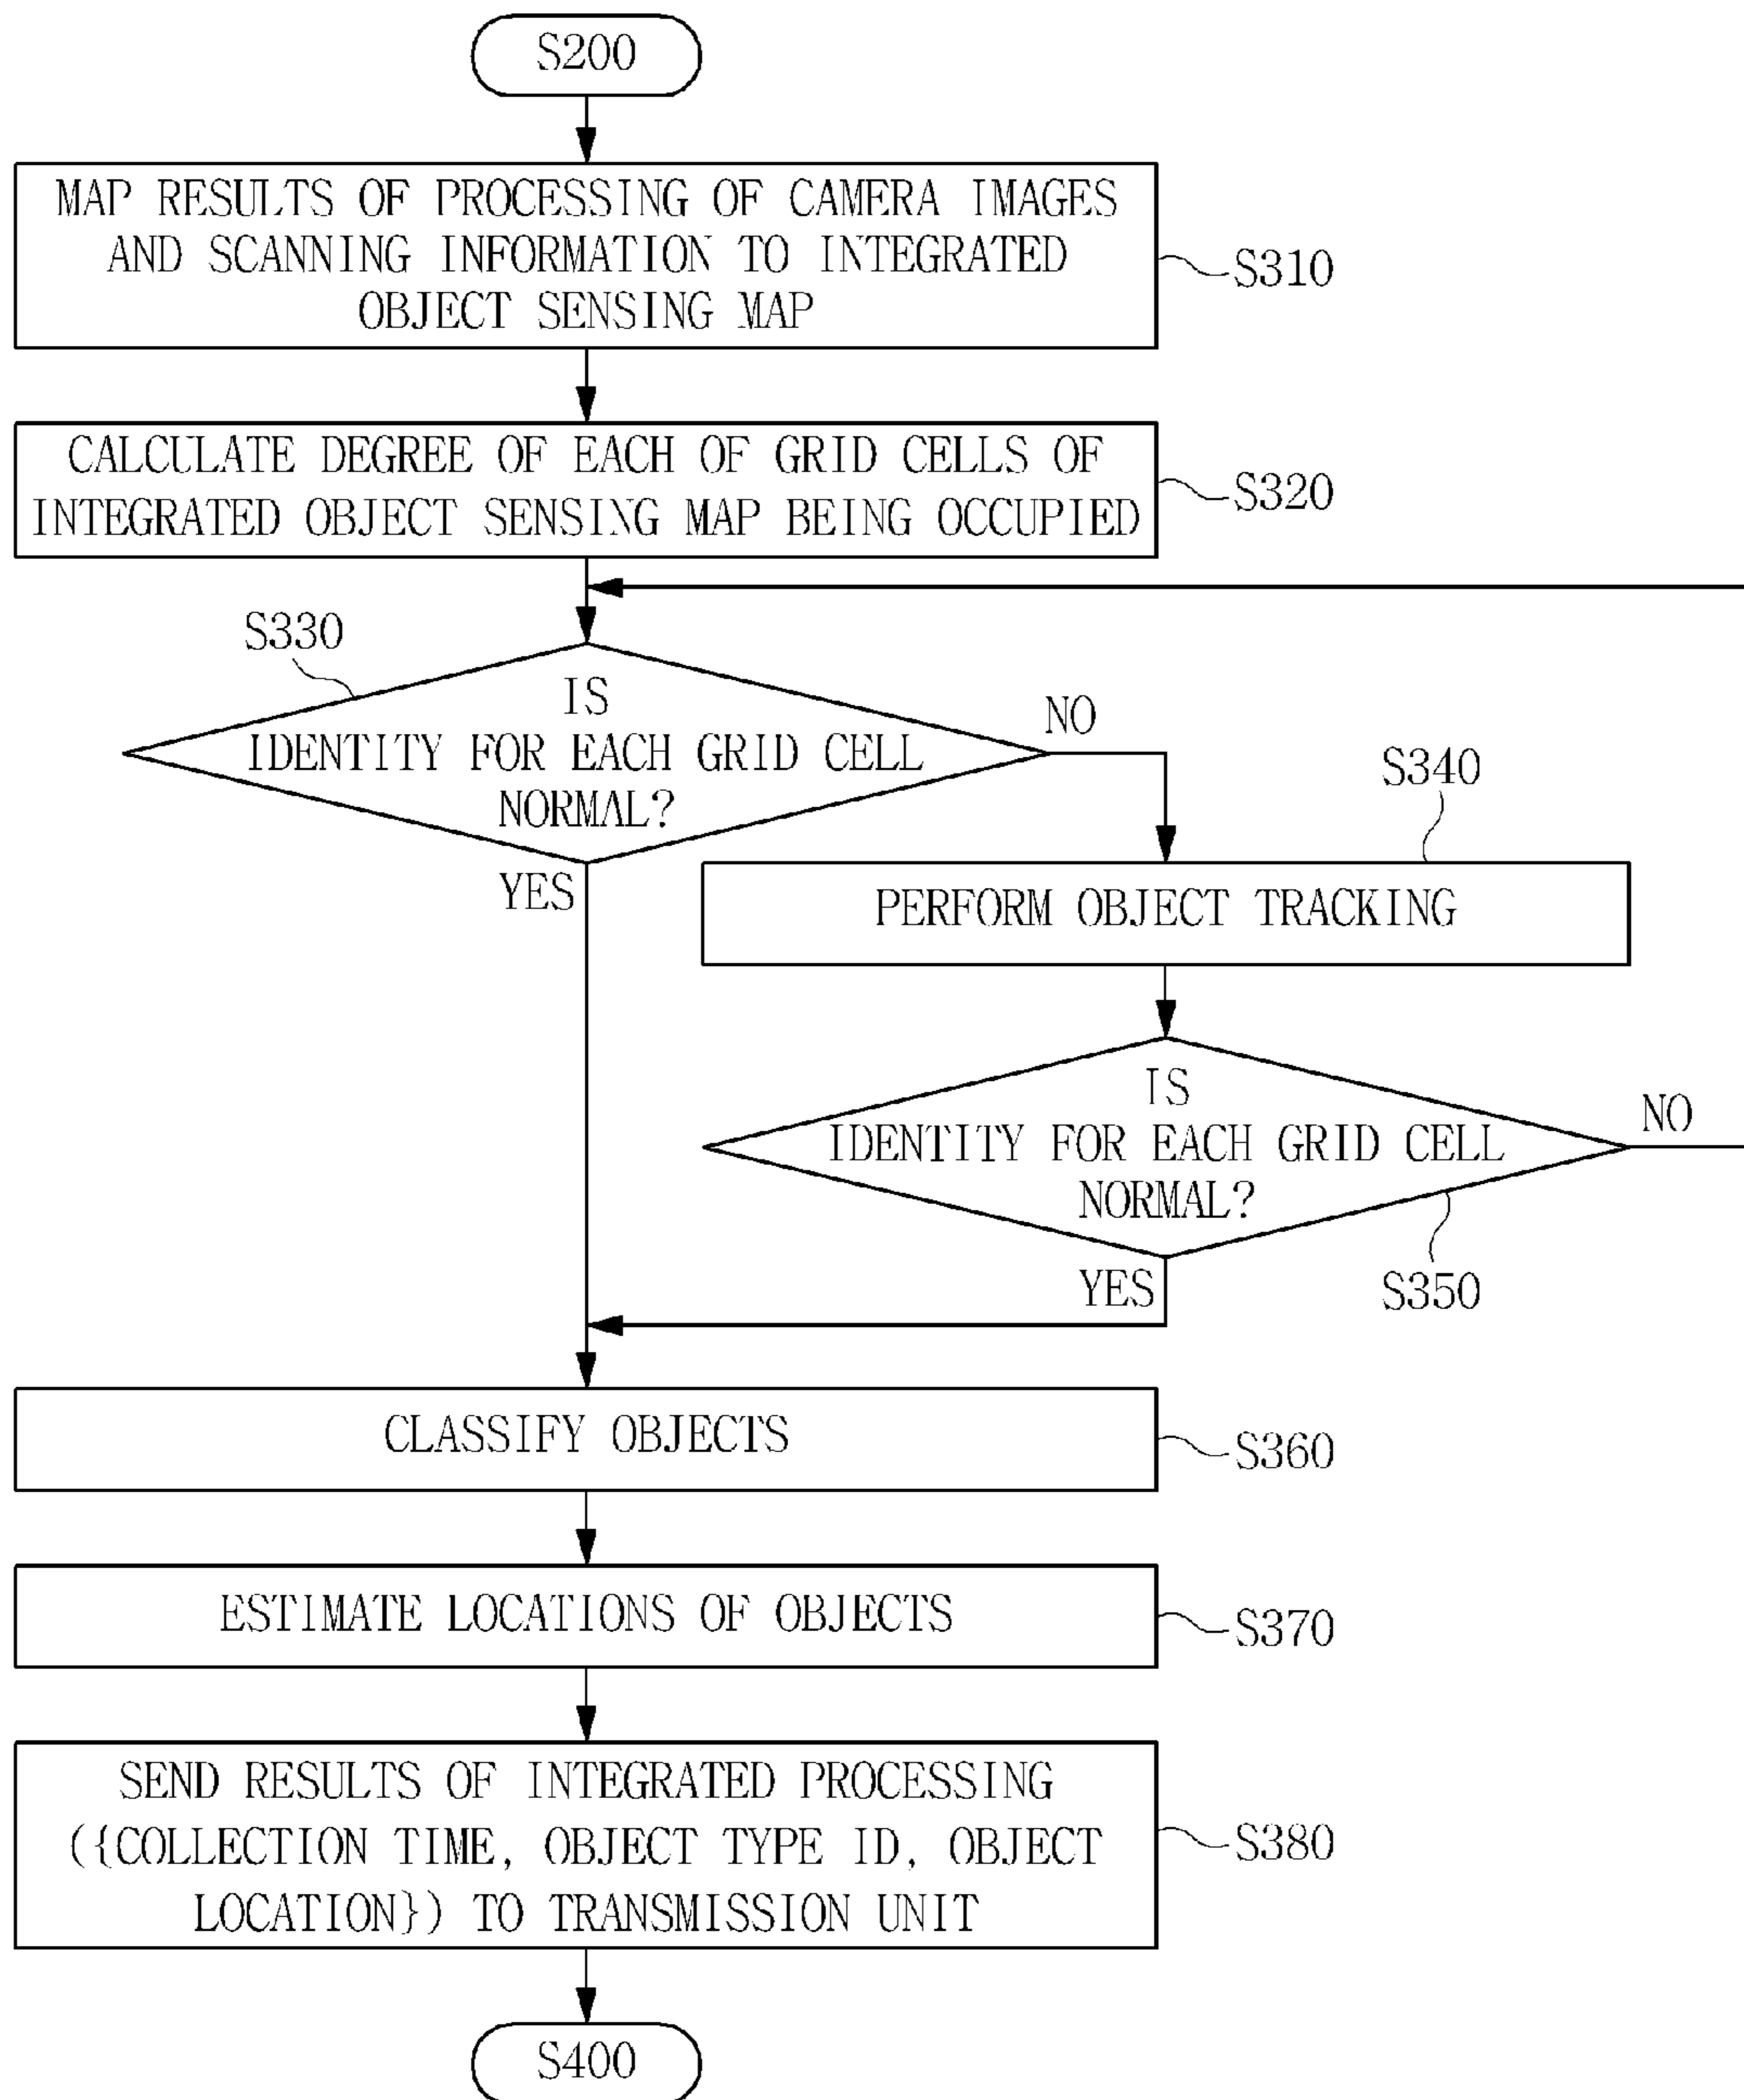 S200
MAP RESULTS OF PROCESSING OF CAMERA IMAGES
AND SCANNING INFORMATION TO INTEGRATED
OBJECT SENSING MAP
S310
CALCULATE DEGREE OF EACH OF GRID CELLS OF
INTEGRATED OBJECT SENSING MAP BEING OCCUPIED
S320
S330
IS
IDENTITY FOR EACH GRID CELL
NORMAL?
NO
YES
S340
PERFORM OBJECT TRACKING
IS
IDENTITY FOR EACH GRID CELL
NORMAL?
NO
YES
S350
CLASSIFY OBJECTS
S360
ESTIMATE LOCATIONS OF OBJECTS
S370
SEND RESULTS OF INTEGRATED PROCESSING
({COLLECTION TIME, OBJECT TYPE ID, OBJECT
LOCATION}) TO TRANSMISSION UNIT
S380
S400